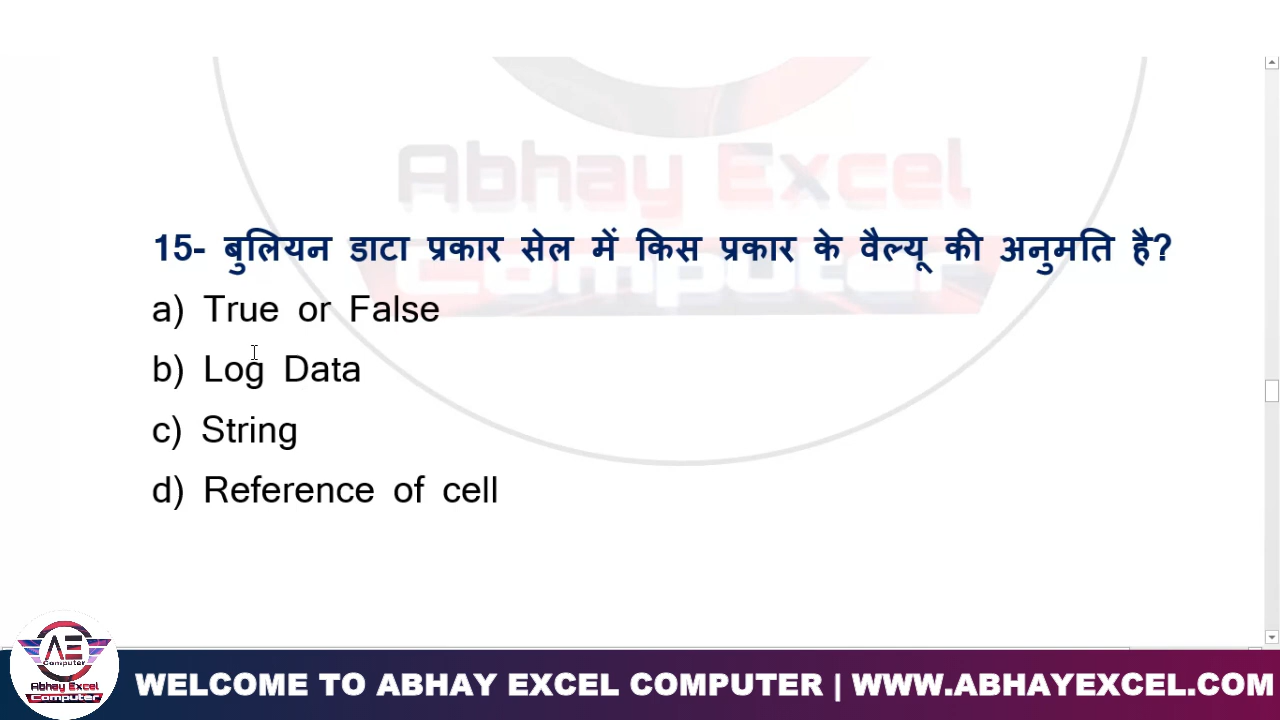 Abhay Excel
Computer
15- बुलियन डाटा प्रकार सेल में किस प्रकार के वैल्यू की अनुमति है?
a) True or False
b) Log Data
c) String
d) Reference of cell
AE
Computer
Abhay Excel
Computer
WELCOME TO ABHAY EXCEL COMPUTER | WWW.ABHAYEXCEL.COM